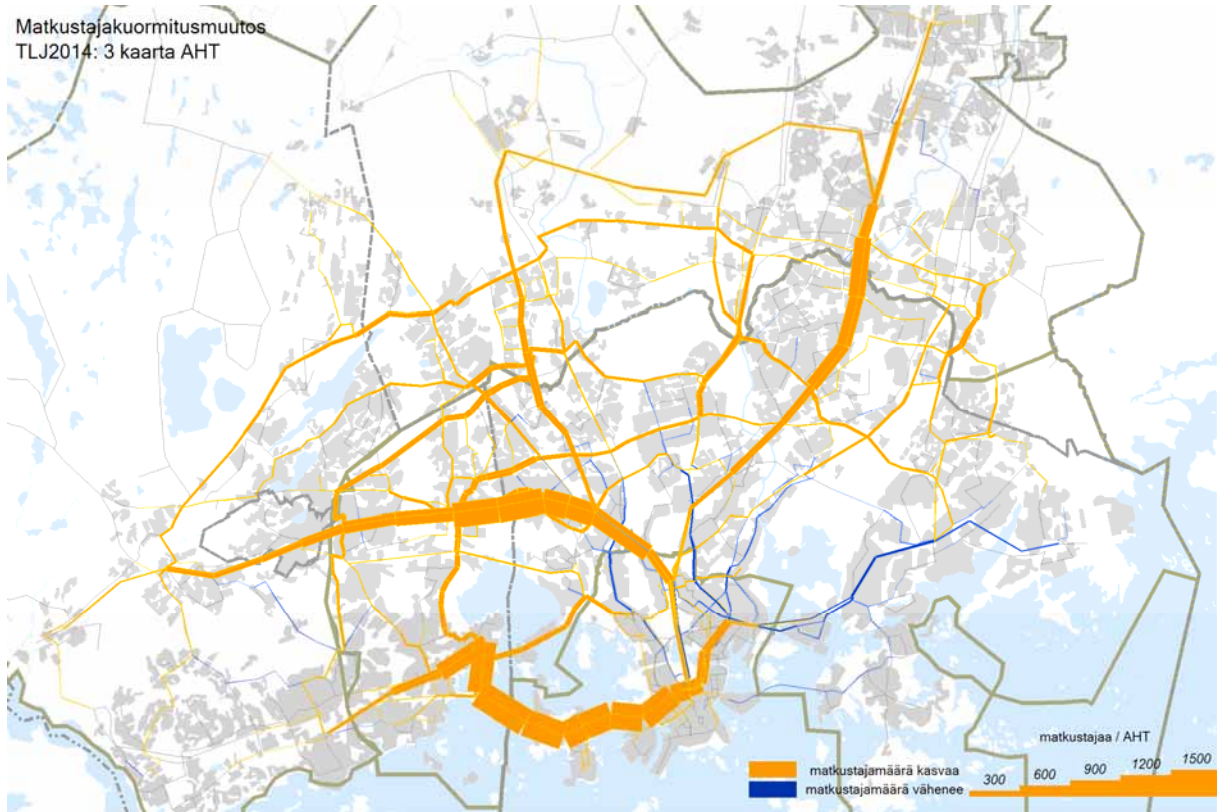 Matkustajakuormitusmuutos
TLJ2014: 3 kaarta AHT
matkustajaa / AHT
matkustajamäärä kasvaa
matkustajamäärä vähenee
300 600 900 1200 1500